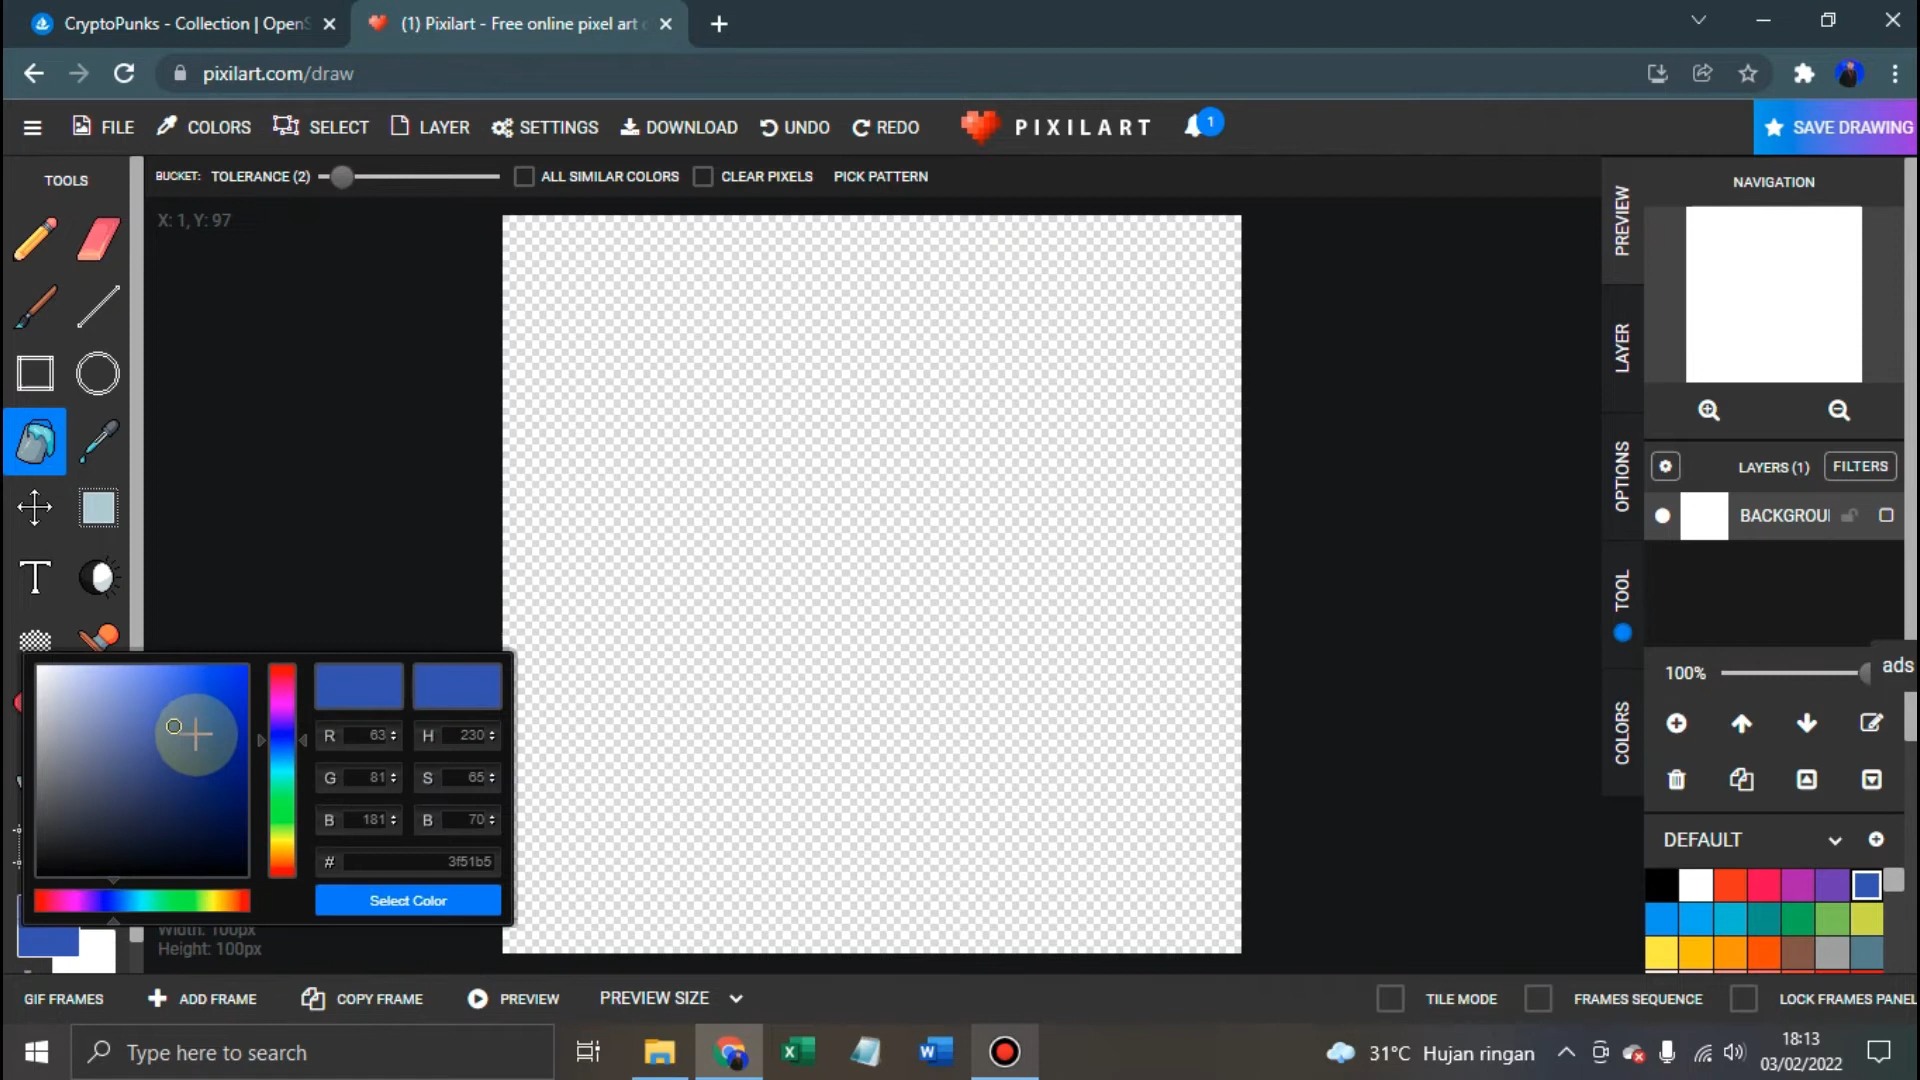 CryptoPunks - Collection | OpenS
(1) Pixilart - Free online pixel art
pixilart.com/draw
FILE COLORS SELECT LAYER SETTINGS DOWNLOAD UNDO REDO PIXILART 1 SAVE DRAWING
TOOLS
BUCKET: TOLERANCE (2) ALL SIMILAR COLORS CLEAR PIXELS PICK PATTERN
X: 1, Y: 97
NAVIGATION
PREVIEW
LAYER
OPTIONS
TOOL
COLORS
LAYERS (1) FILTERS
BACKGROU
100%
ads
DEFAULT
R 63 H 230
G 81 S 65
B 181 B 70
# 3f51b5
Select Color
Width: 100px
Height: 100px
GIF FRAMES ADD FRAME COPY FRAME PREVIEW PREVIEW SIZE TILE MODE FRAMES SEQUENCE LOCK FRAMES PANEL
Type here to search
31°C Hujan ringan
18:13
03/02/2022